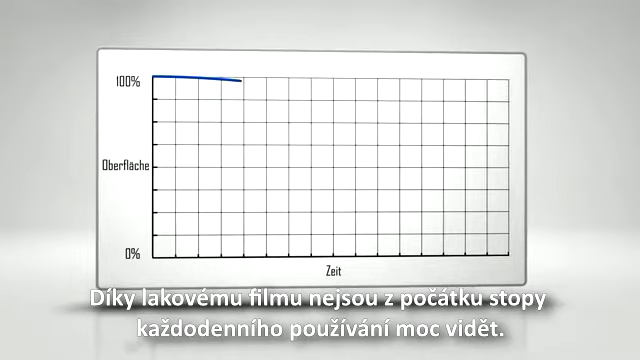 100%
Oberfläche
0%
Zeit
Díky lakovému filmu nejsou z počátku stopy
každodenního používání moc vidět.